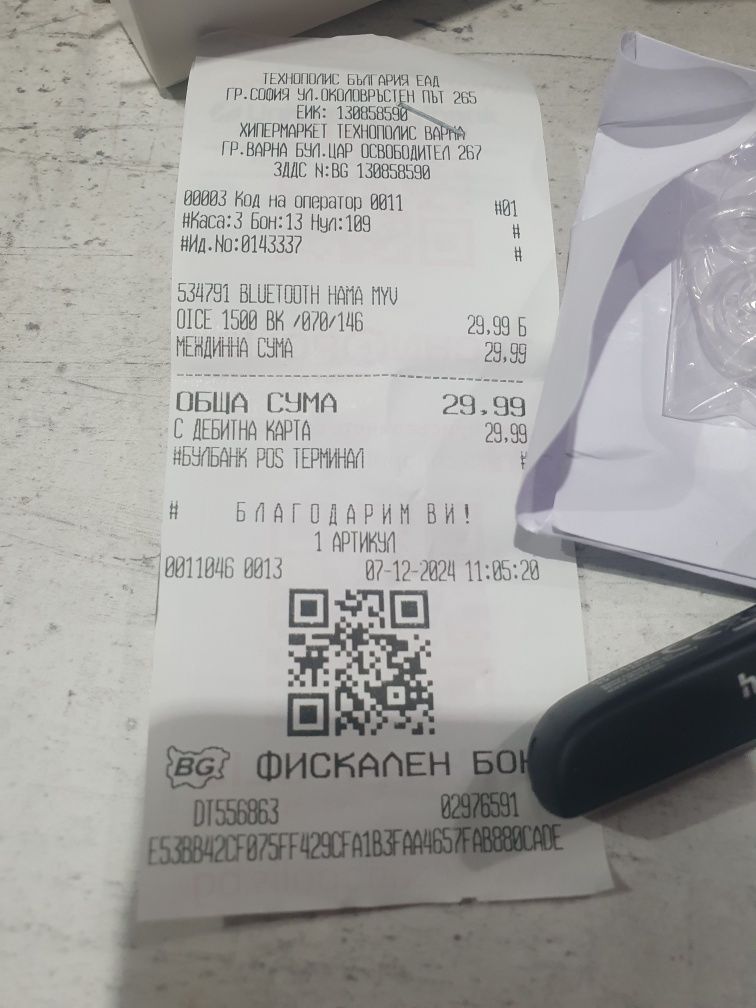 ТЕХНОПОЛИС БЪЛГАРИЯ ЕАД
ГР.СОФИЯ УЛ.ОКОЛОВРЪСТЕН ПЪТ 265
ЕИК: 130858590
ХИПЕРМАРКЕТ ТЕХНОПОЛИС ВАРНА
ГР.ВАРНА БУЛ.ЦАР ОСВОБОДИТЕЛ 267
ЗДДС N:BG 130858590
00003 Код на оператор 0011 #01
#Каса:3 Бон:13 Нул:109 #
#Ид.No:0143337 #
534791 BLUETOOTH HAMA MYV
OICE 1500 BK /070/146 29,99 Б
МЕЖДИННА СУМА 29,99
ОБЩА СУМА 29,99
С ДЕБИТНА КАРТА 29,99
#БУЛБАНК POS ТЕРМИНАЛ #
# БЛАГОДАРИМ ВИ!
1 АРТИКУЛ
0011046 0013 07-12-2024 11:05:20
BG ФИСКАЛЕН БОН
DT556863 02976591
E53BB42CF075FF429CFA1B3FAA4657FAB880CADE